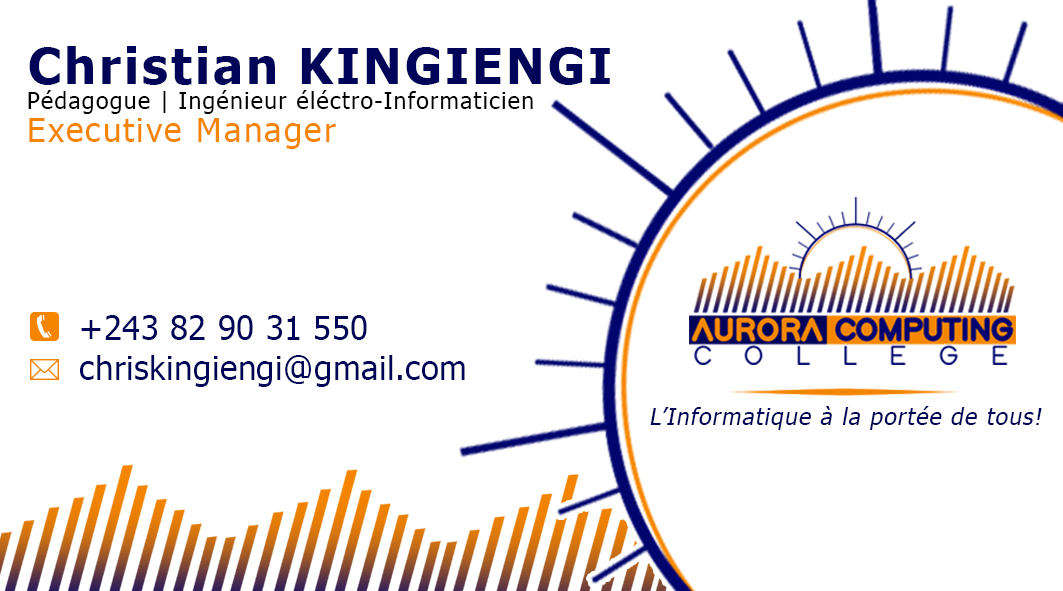 Christian KINGIENGI
Pédagogue | Ingénieur éléctro-Informaticien
Executive Manager
+243 82 90 31 550
chriskingiengi@gmail.com
AURORA COMPUTING
COLLEGE
L’Informatique à la portée de tous!